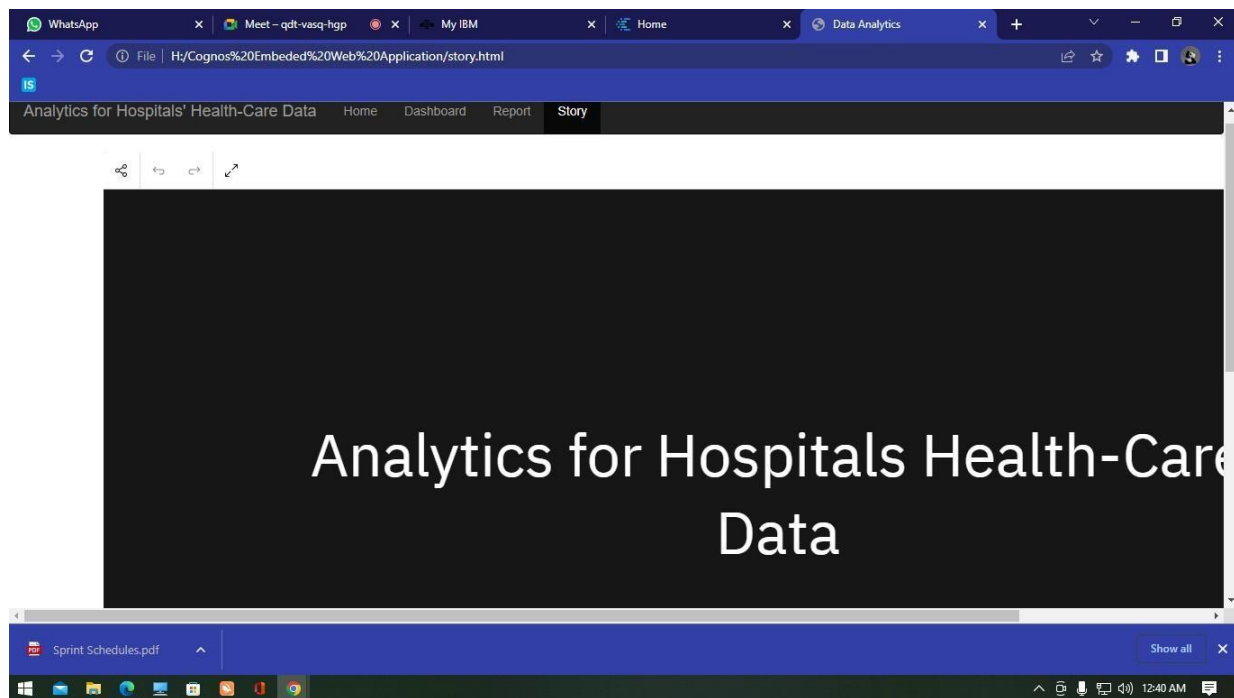 WhatsApp
Meet – qdt-vasq-hgp
My IBM
Home
Data Analytics
File
H:/Cognos%20Embeded%20Web%20Application/story.html
IS
Analytics for Hospitals' Health-Care Data Home Dashboard Report Story
Analytics for Hospitals Health-Care
Data
PDF
Sprint Schedules.pdf
Show all
12:40 AM